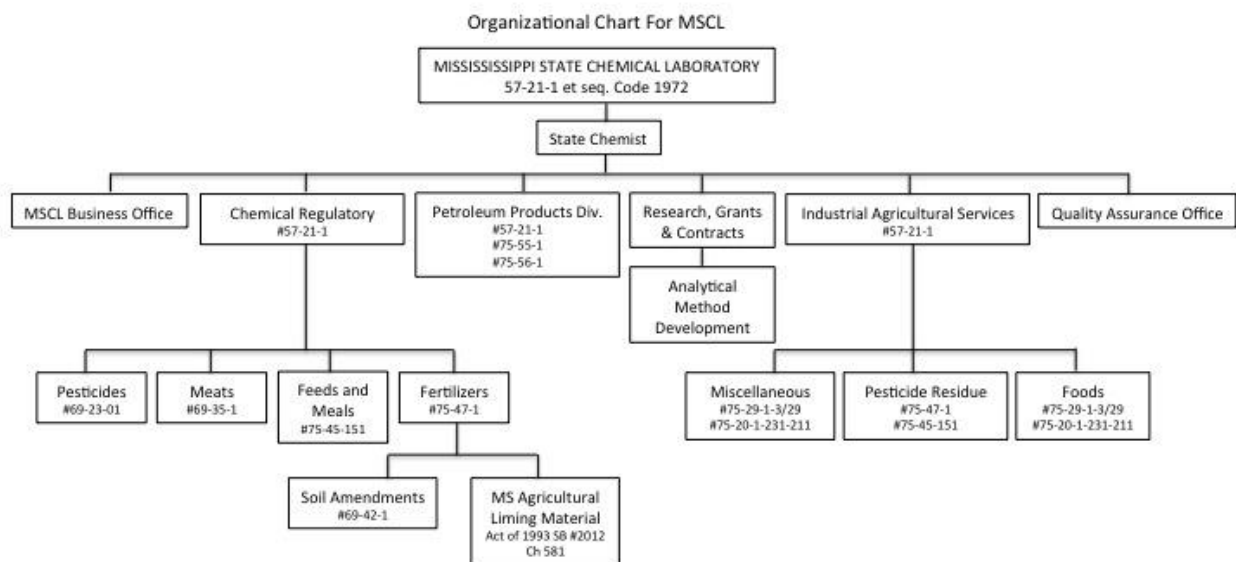 Organizational Chart For MSCL
MISSISSISSIPPI STATE CHEMICAL LABORATORY
57-21-1 et seq. Code 1972
State Chemist
MSCL Business Office
Chemical Regulatory
#57-21-1
Petroleum Products Div.
#57-21-1
#75-55-1
#75-56-1
Research, Grants
& Contracts
Industrial Agricultural Services
#57-21-1
Quality Assurance Office
Analytical
Method
Development
Pesticides
#69-23-01
Meats
#69-35-1
Feeds and
Meals
#75-45-151
Fertilizers
#75-47-1
Miscellaneous
#75-29-1-3/29
#75-20-1-231-211
Pesticide Residue
#75-47-1
#75-45-151
Foods
#75-29-1-3/29
#75-20-1-231-211
Soil Amendments
#69-42-1
MS Agricultural
Liming Material
Act of 1993 SB #2012
Ch 581